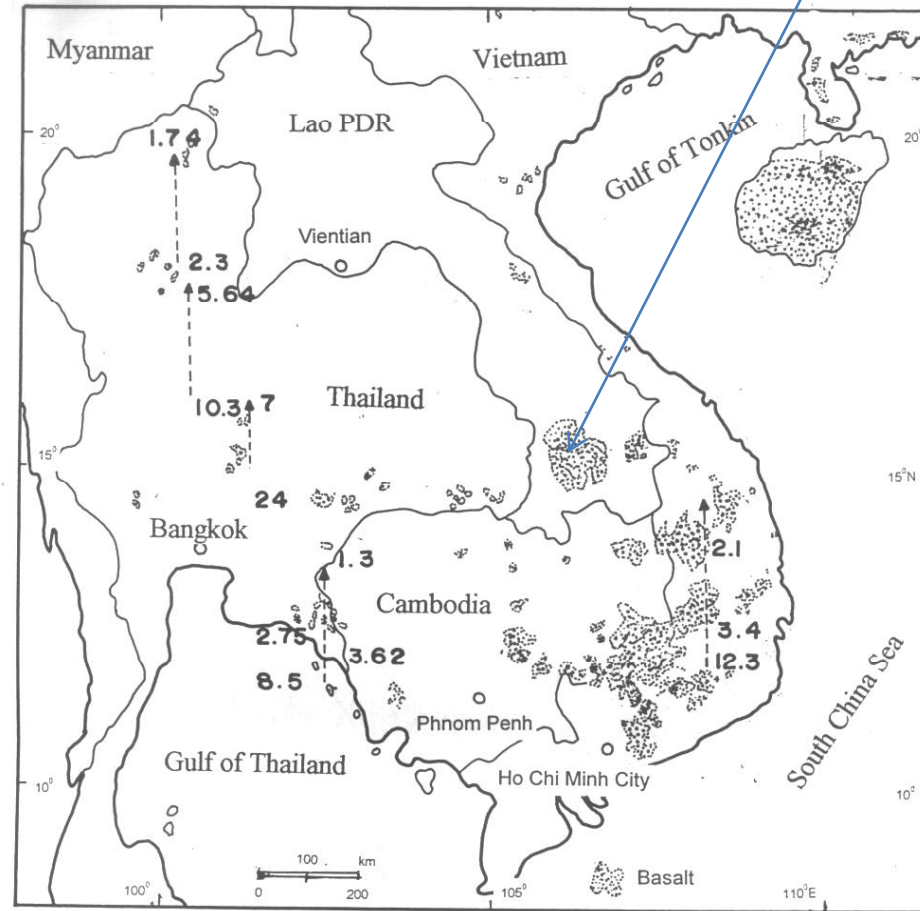 Myanmar
Vietnam
Lao PDR
Gulf of Tonkin
20°
20°
1.74
Vientian
2.3
5.64
Thailand
10.3
7
15°
15°N
24
Bangkok
1.3
2.1
Cambodia
2.75
3.62
3.4
8.5
12.3
Phnom Penh
South China Sea
Gulf of Thailand
Ho Chi Minh City
10°
10°
100
km
0
200
Basalt
100°
105°
110°E